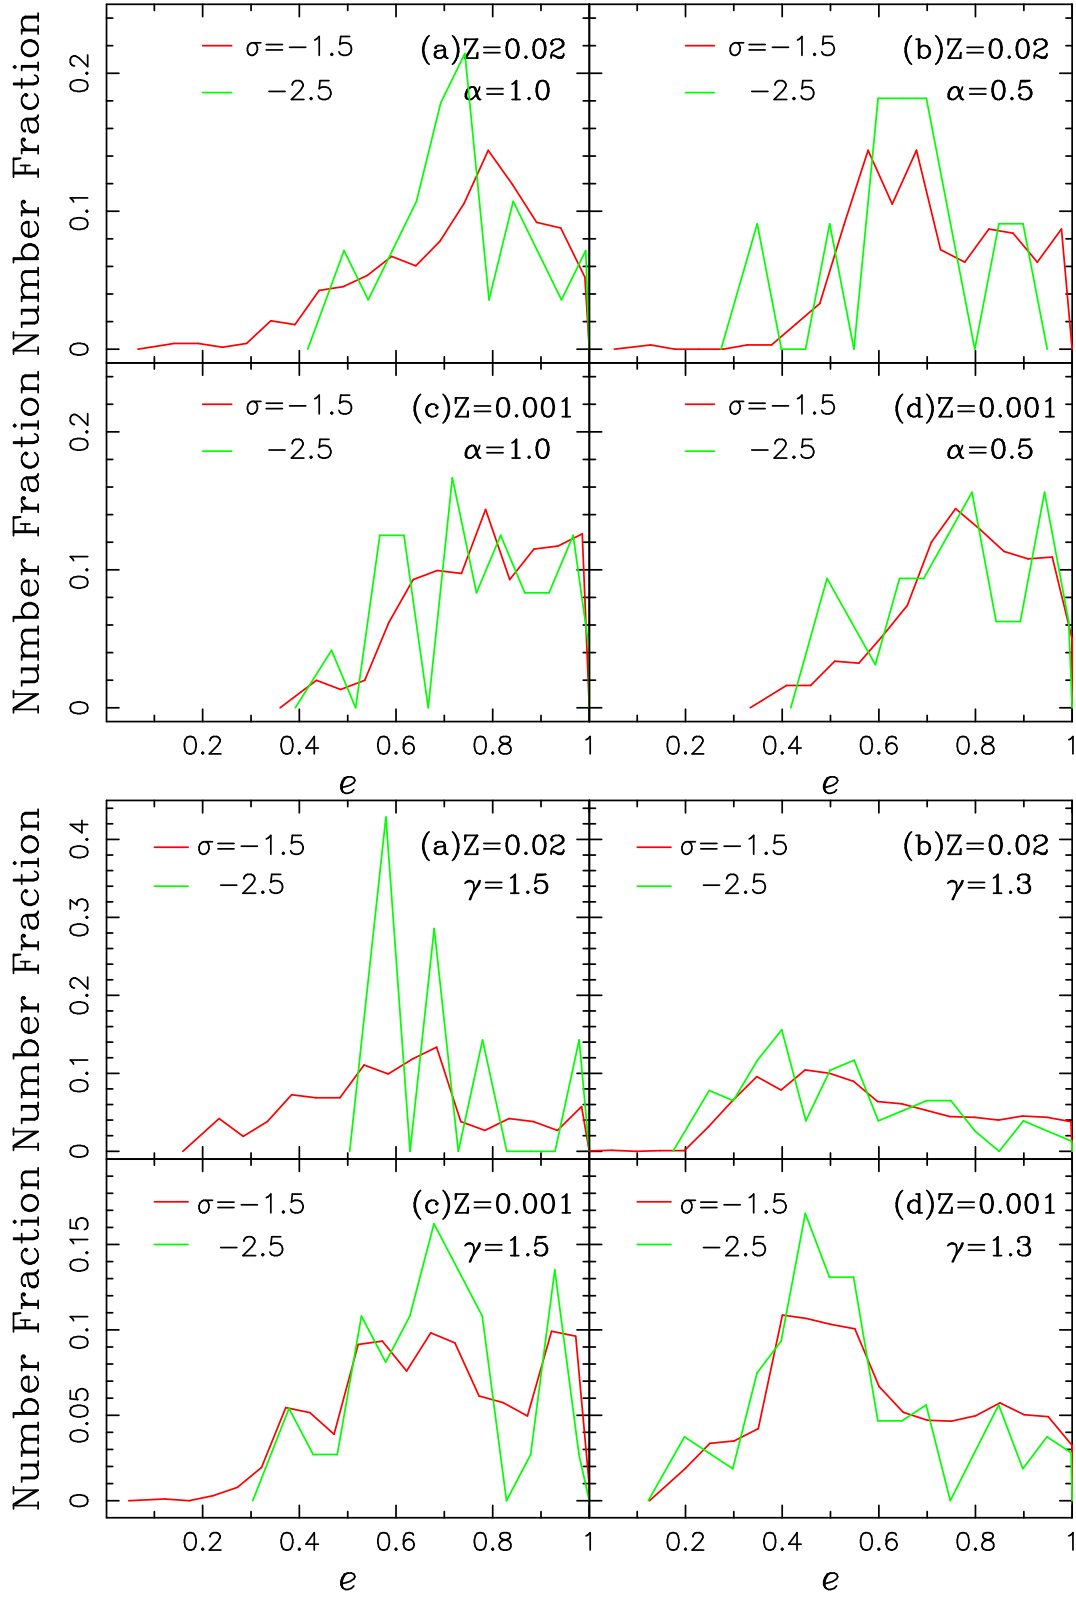 Number Fraction
0.2
0.1
0
σ=−1.5
−2.5
(a)Z=0.02
α=1.0
σ=−1.5
−2.5
(b)Z=0.02
α=0.5
Number Fraction
0.2
0.1
0
σ=−1.5
−2.5
(c)Z=0.001
α=1.0
σ=−1.5
−2.5
(d)Z=0.001
α=0.5
0.2 0.4 0.6 0.8 1
0.2 0.4 0.6 0.8 1
e
e
Number Fraction
0.4
0.3
0.2
0.1
0
σ=−1.5
−2.5
(a)Z=0.02
γ=1.5
σ=−1.5
−2.5
(b)Z=0.02
γ=1.3
Number Fraction
0.15
0.1
0.05
0
σ=−1.5
−2.5
(c)Z=0.001
γ=1.5
σ=−1.5
−2.5
(d)Z=0.001
γ=1.3
0.2 0.4 0.6 0.8 1
0.2 0.4 0.6 0.8 1
e
e